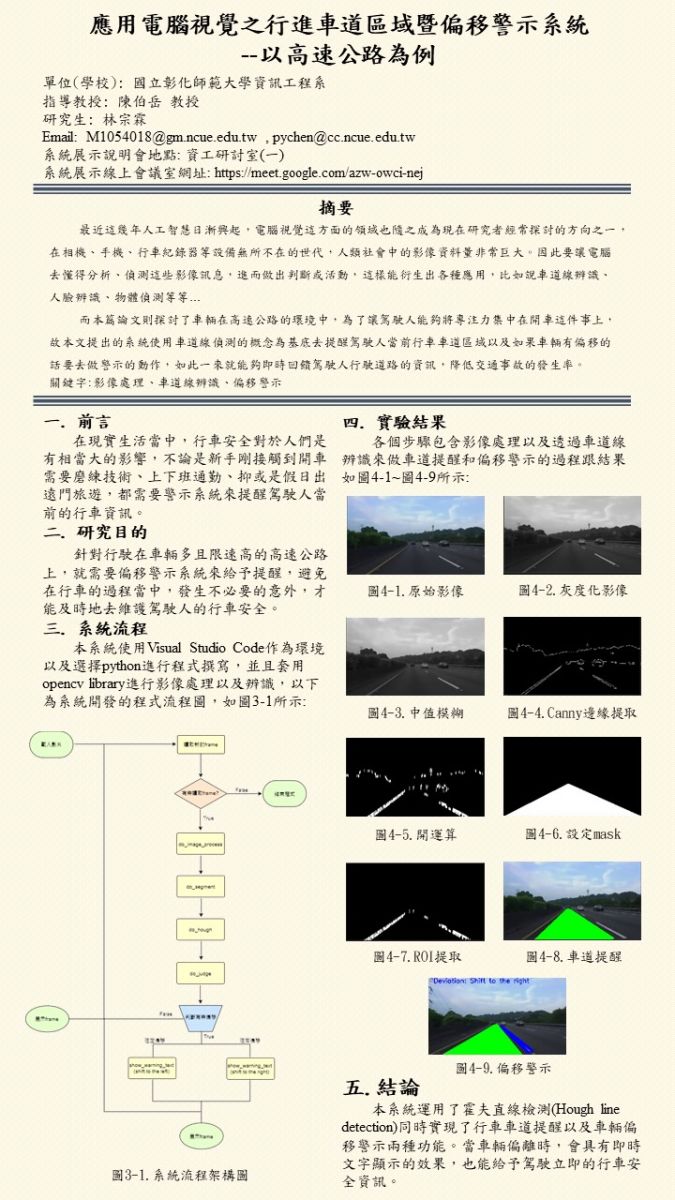 應用電腦視覺之行進車道區域暨偏移警示系統
--以高速公路為例
單位(學校): 國立彰化師範大學資訊工程系
指導教授: 陳伯岳 教授
研究生: 林宗霖
Email: M1054018@gm.ncue.edu.tw , pychen@cc.ncue.edu.tw
系統展示說明會地點: 資工研討室(一)
系統展示線上會議室網址: https://meet.google.com/azw-owci-nej
摘要
最近這幾年人工智慧日漸興起，電腦視覺這方面的領域也隨之成為現在研究者經常探討的方向之一，
在相機、手機、行車紀錄器等設備無所不在的世代，人類社會中的影像資料量非常巨大。因此要讓電腦
去懂得分析、偵測這些影像訊息，進而做出判斷或活動，這樣能衍生出各種應用，比如說車道線辨識、
人臉辨識、物體偵測等等...
而本篇論文則探討了車輛在高速公路的環境中，為了讓駕駛人能夠將專注力集中在開車這件事上，
故本文提出的系統使用車道線偵測的概念為基底去提醒駕駛人當前行車車道區域以及如果車輛有偏移的
話要去做警示的動作，如此一來就能夠即時回饋駕駛人行駛道路的資訊，降低交通事故的發生率。
關鍵字:影像處理、車道線辨識、偏移警示
一. 前言
在現實生活當中，行車安全對於人們是
有相當大的影響，不論是新手剛接觸到開車
需要磨練技術、上下班通勤、抑或是假日出
遠門旅遊，都需要警示系統來提醒駕駛人當
前的行車資訊。
二. 研究目的
針對行駛在車輛多且限速高的高速公路
上，就需要偏移警示系統來給予提醒，避免
在行車的過程當中，發生不必要的意外，才
能及時地去維護駕駛人的行車安全。
三. 系統流程
本系統使用Visual Studio Code作為環境
以及選擇python進行程式撰寫，並且套用
opencv library進行影像處理以及辨識，以下
為系統開發的程式流程圖，如圖3-1所示:
載入影片
讀取新的frame
有無讀取frame?
False
結束程式
True
do_image_process
do_segment
do_hough
do_judge
判斷有無偏移
False
顯示frame
True
show_warning_text
(shift to the left)
show_warning_text
(shift to the right)
顯示frame
圖3-1.系統流程架構圖
四. 實驗結果
各個步驟包含影像處理以及透過車道線
辨識來做車道提醒和偏移警示的過程跟結果
如圖4-1~圖4-9所示:
圖4-1.原始影像
圖4-2.灰度化影像
圖4-3.中值模糊
圖4-4.Canny邊緣提取
圖4-5.開運算
圖4-6.設定mask
圖4-7.ROI提取
圖4-8.車道提醒
Deviation: Shift to the right
圖4-9.偏移警示
五.結論
本系統運用了霍夫直線檢測(Hough line
detection)同時實現了行車車道提醒以及車輛偏
移警示兩種功能。當車輛偏離時，會具有即時
文字顯示的效果，也能給予駕駛立即的行車安
全資訊。